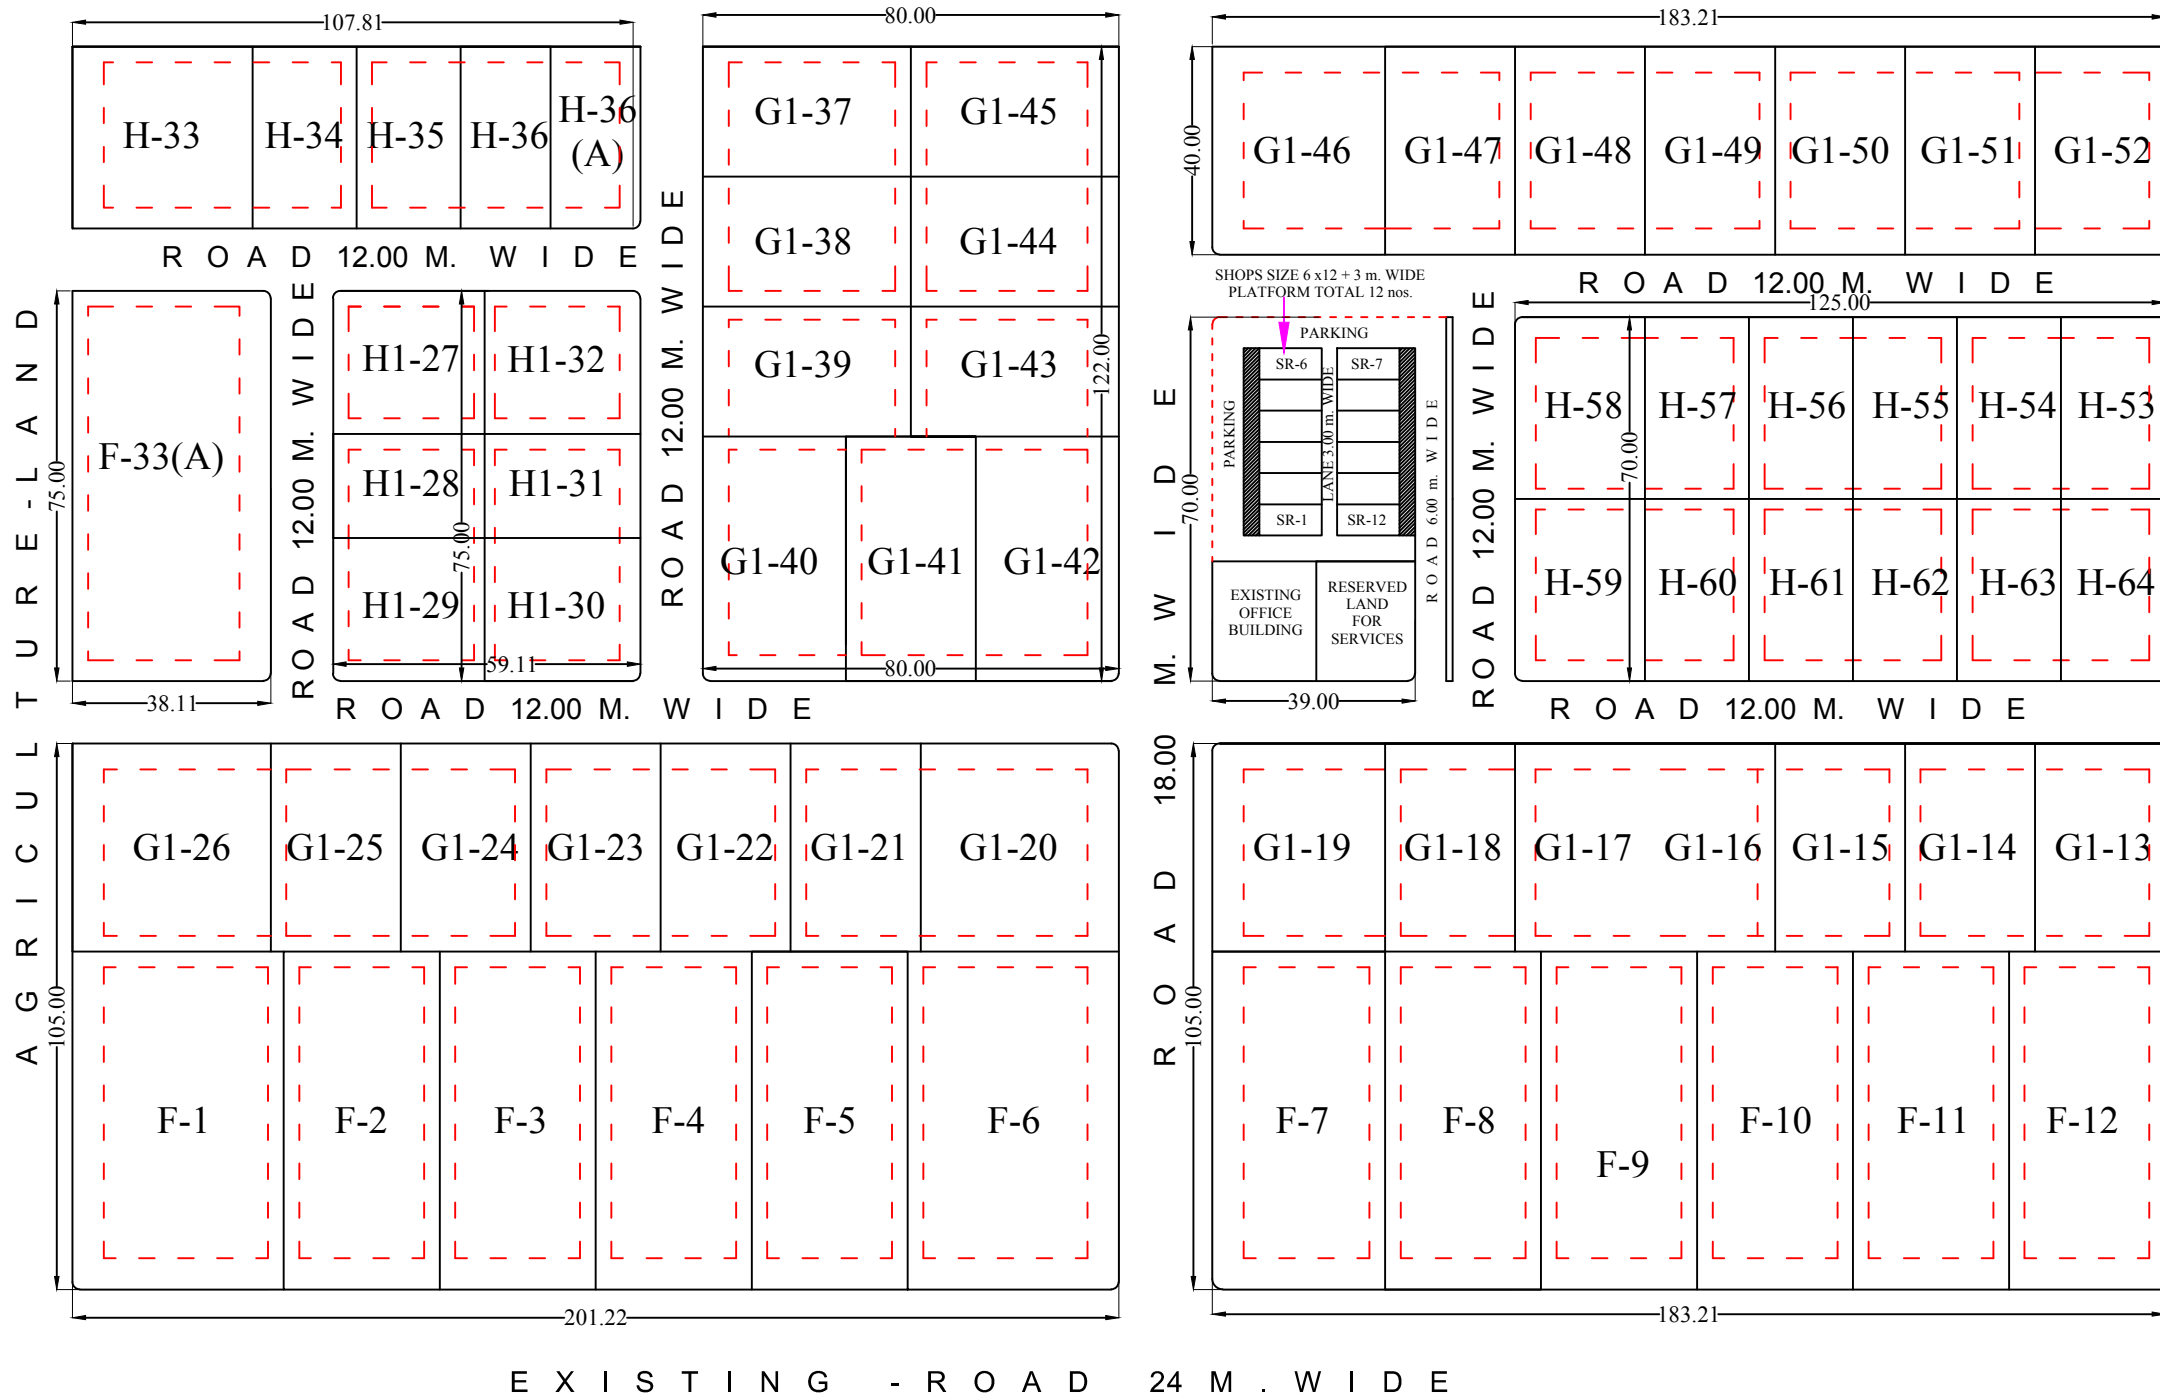 107.81
80.00
183.21
H-33
H-34
H-35
H-36
H-36
(A)
G1-37
G1-45
40.00
G1-46
G1-47
G1-48
G1-49
G1-50
G1-51
G1-52
ROAD 12.00 M. WIDE
G1-38
G1-44
SHOPS SIZE 6 x12 + 3 m. WIDE
PLATFORM TOTAL 12 nos.
ROAD 12.00 M. WIDE
125.00
AGRICULTURE-LAND
75.00
F-33(A)
38.11
ROAD 12.00 M. WIDE
H1-27
H1-32
H1-28
H1-31
75.00
H1-29
H1-30
59.11
ROAD 12.00 M. WIDE
G1-39
G1-43
122.00
G1-40
G1-41
G1-42
80.00
ROAD 12.00 M. WIDE
ROAD 18.00 M. WIDE
70.00
PARKING
PARKING
SR-6
SR-7
LANE 3.00 m. WIDE
SR-1
SR-12
ROAD 6.00 m. WIDE
EXISTING
OFFICE
BUILDING
RESERVED
LAND
FOR
SERVICES
39.00
ROAD 12.00 M. WIDE
H-58
H-57
H-56
H-55
H-54
H-53
70.00
H-59
H-60
H-61
H-62
H-63
H-64
ROAD 12.00 M. WIDE
105.00
G1-26
G1-25
G1-24
G1-23
G1-22
G1-21
G1-20
F-1
F-2
F-3
F-4
F-5
F-6
201.22
105.00
G1-19
G1-18
G1-17
G1-16
G1-15
G1-14
G1-13
F-7
F-8
F-9
F-10
F-11
F-12
183.21
EXISTING -ROAD 24 M. WIDE